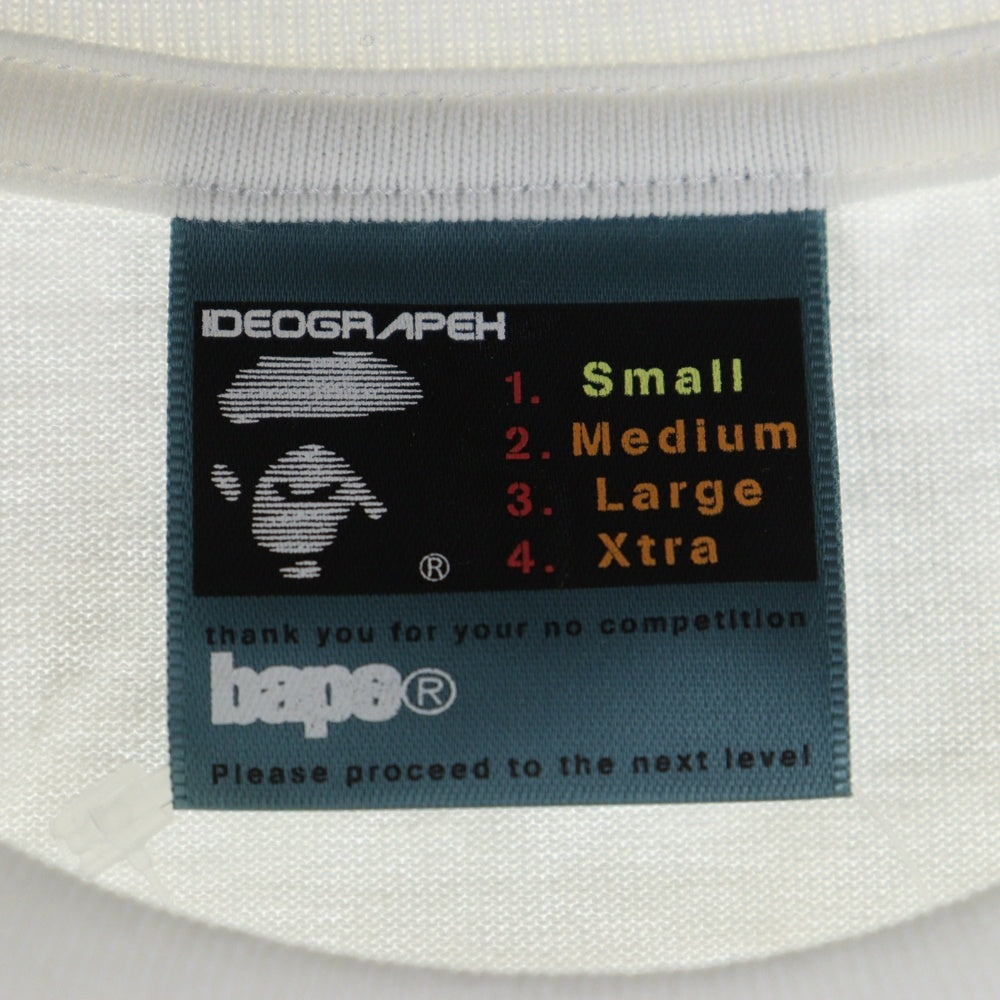 IDEOGRAPEH
1. Small
2. Medium
3. Large
4. Xtra
®
thank you for your no competition
bape®
Please proceed to the next level